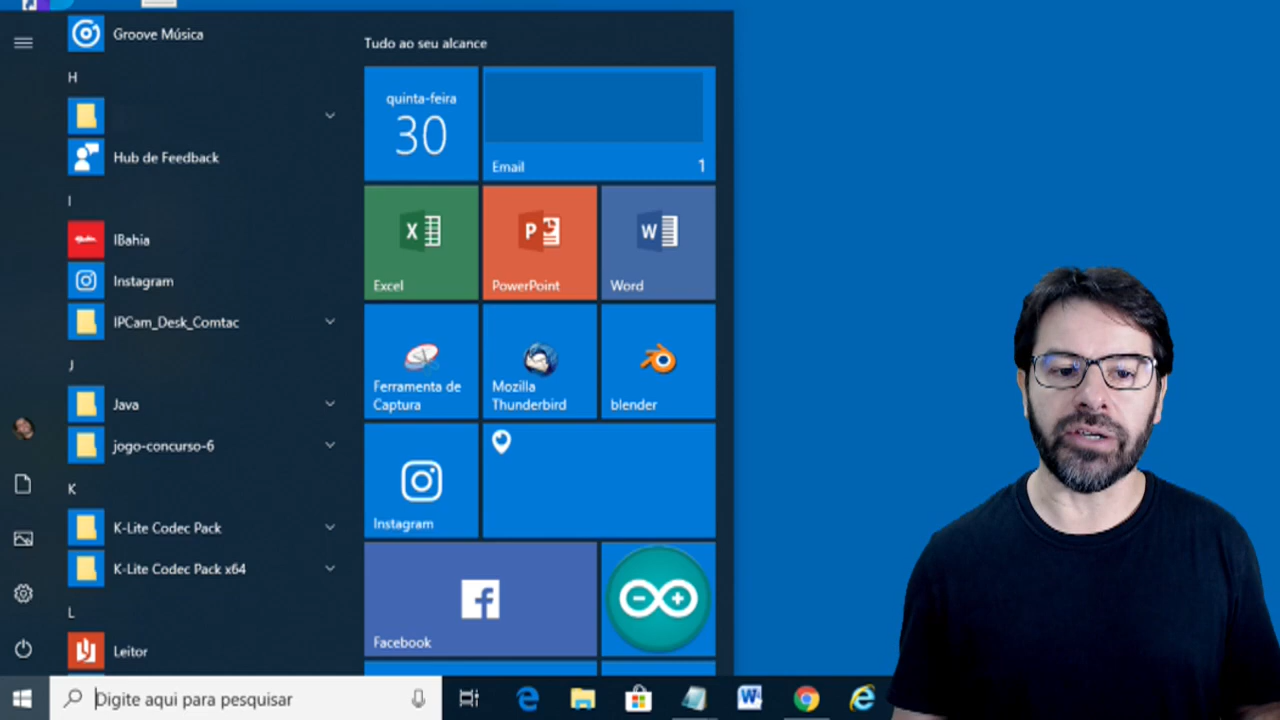 Groove Música
H
Hub de Feedback
I
IBahia
Instagram
IPCam_Desk_Comtac
J
Java
jogo-concurso-6
K
K-Lite Codec Pack
K-Lite Codec Pack x64
L
Leitor
Tudo ao seu alcance
quinta-feira
30
Email
1
Excel
PowerPoint
Word
Ferramenta de
Captura
Mozilla
Thunderbird
blender
Instagram
Facebook
Digite aqui para pesquisar